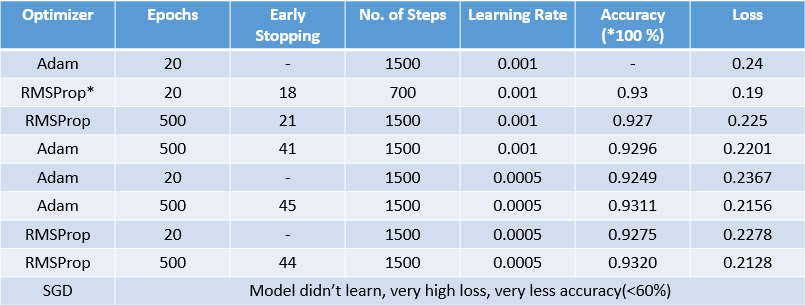 Optimizer Epochs Early Stopping No. of Steps Learning Rate Accuracy (*100 %) Loss
Adam 20 - 1500 0.001 - 0.24
RMSProp* 20 18 700 0.001 0.93 0.19
RMSProp 500 21 1500 0.001 0.927 0.225
Adam 500 41 1500 0.001 0.9296 0.2201
Adam 20 - 1500 0.0005 0.9249 0.2367
Adam 500 45 1500 0.0005 0.9311 0.2156
RMSProp 20 - 1500 0.0005 0.9275 0.2278
RMSProp 500 44 1500 0.0005 0.9320 0.2128
SGD Model didn’t learn, very high loss, very less accuracy(<60%)